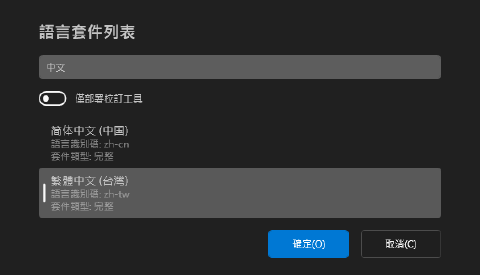 語言套件列表
中文
僅部署校訂工具
简体中文 (中国)
語言識別碼: zh-cn
套件類型: 完整
繁體中文 (台灣)
語言識別碼: zh-tw
套件類型: 完整
確定(O)
取消(C)